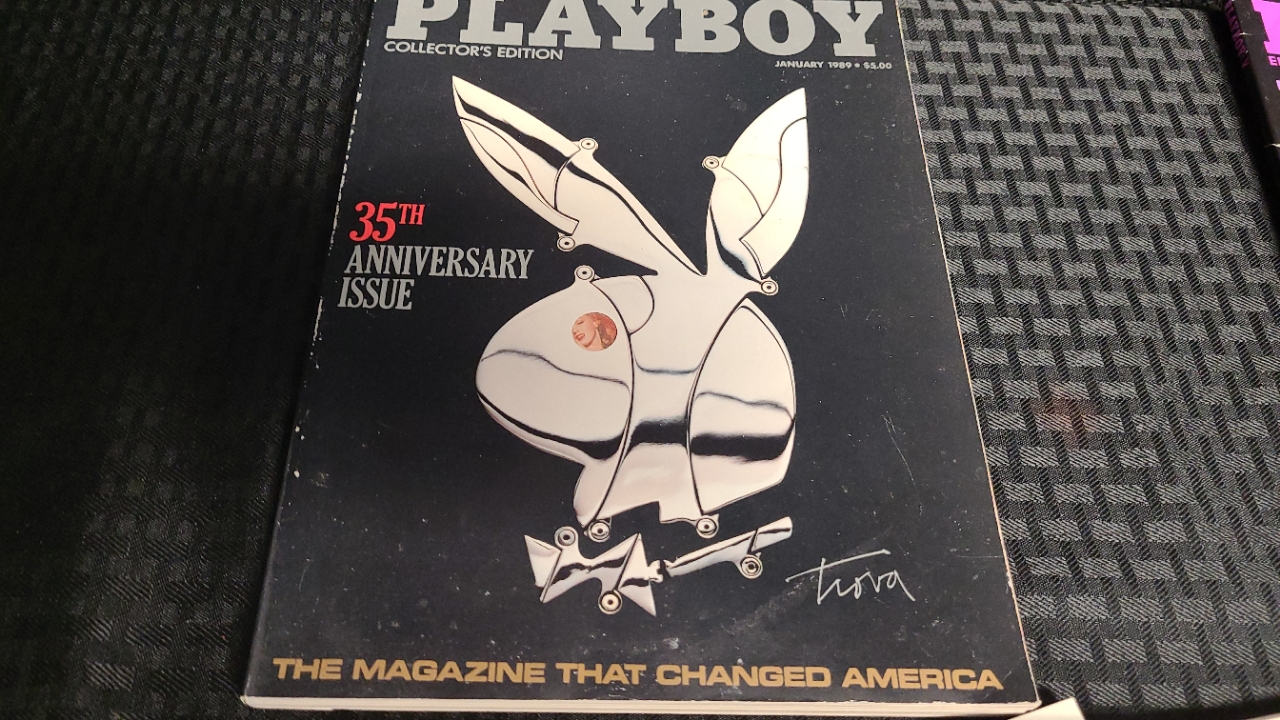 PLAYBOY
COLLECTOR'S EDITION
JANUARY 1989 • $5.00
35TH
ANNIVERSARY
ISSUE
trova
THE MAGAZINE THAT CHANGED AMERICA